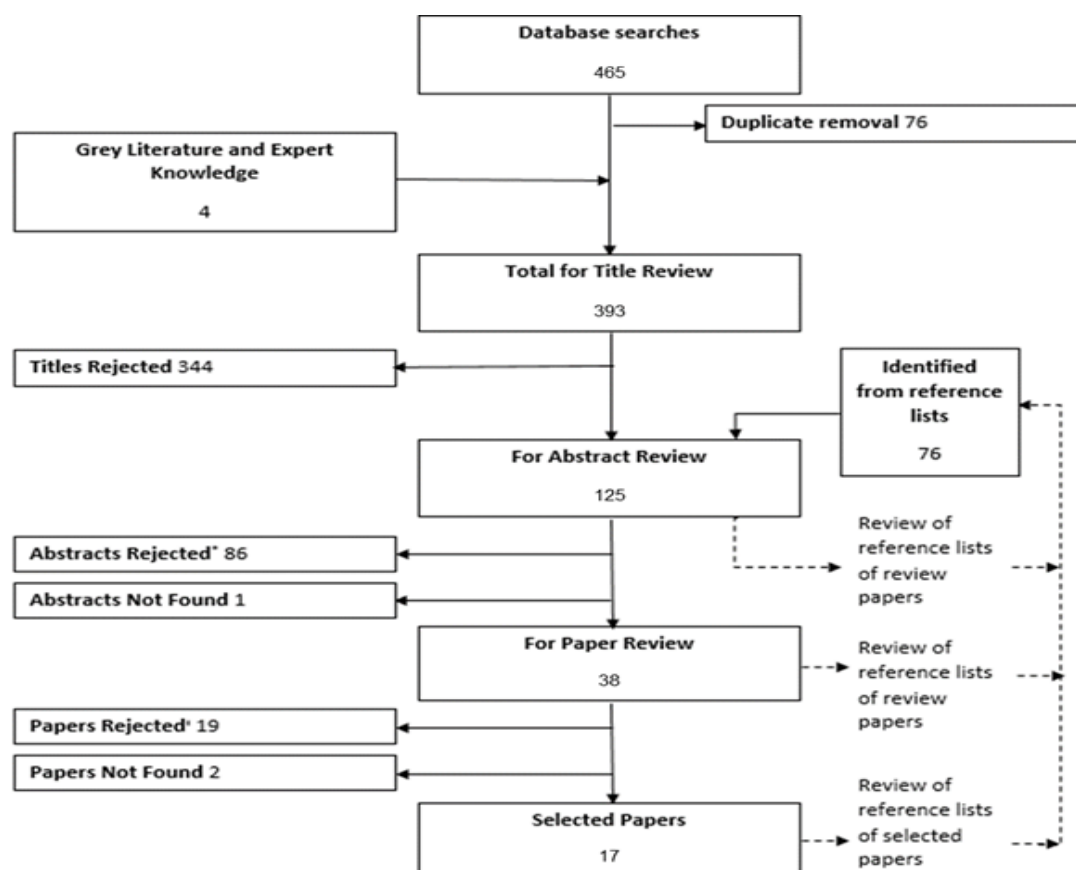 Database searches
465
Duplicate removal 76
Grey Literature and Expert
Knowledge
4
Total for Title Review
393
Titles Rejected 344
Identified
from reference
lists
76
For Abstract Review
125
Review of
reference lists
of review
papers
Abstracts Rejected* 86
Abstracts Not Found 1
For Paper Review
38
Review of
reference lists
of review
papers
Papers Rejected* 19
Papers Not Found 2
Selected Papers
17
Review of
reference lists
of selected
papers